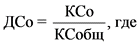 ДСо = КСо / КСобщ, где